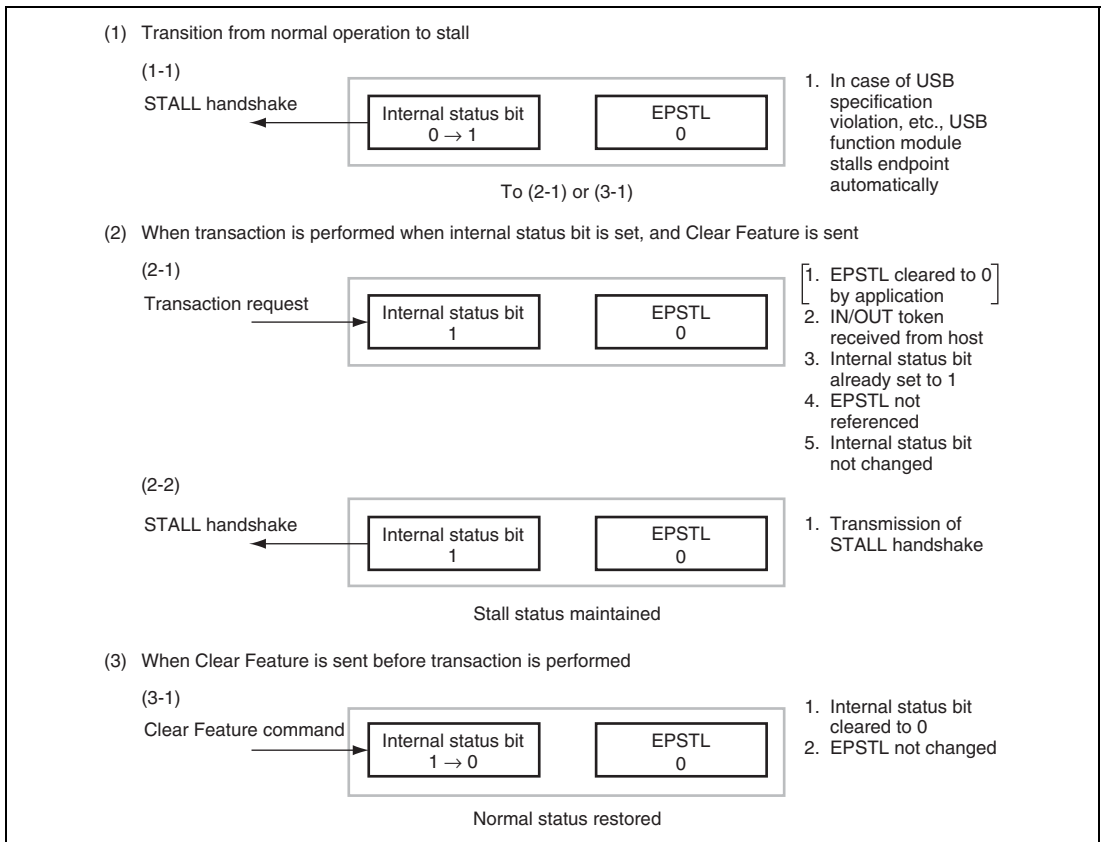 (1) Transition from normal operation to stall
(1-1)
STALL handshake
Internal status bit
0 → 1
EPSTL
0
1. In case of USB
specification
violation, etc., USB
function module
stalls endpoint
automatically
To (2-1) or (3-1)
(2) When transaction is performed when internal status bit is set, and Clear Feature is sent
(2-1)
Transaction request
Internal status bit
1
EPSTL
0
1. EPSTL cleared to 0
by application
2. IN/OUT token
received from host
3. Internal status bit
already set to 1
4. EPSTL not
referenced
5. Internal status bit
not changed
(2-2)
STALL handshake
Internal status bit
1
EPSTL
0
1. Transmission of
STALL handshake
Stall status maintained
(3) When Clear Feature is sent before transaction is performed
(3-1)
Clear Feature command
Internal status bit
1 → 0
EPSTL
0
1. Internal status bit
cleared to 0
2. EPSTL not changed
Normal status restored